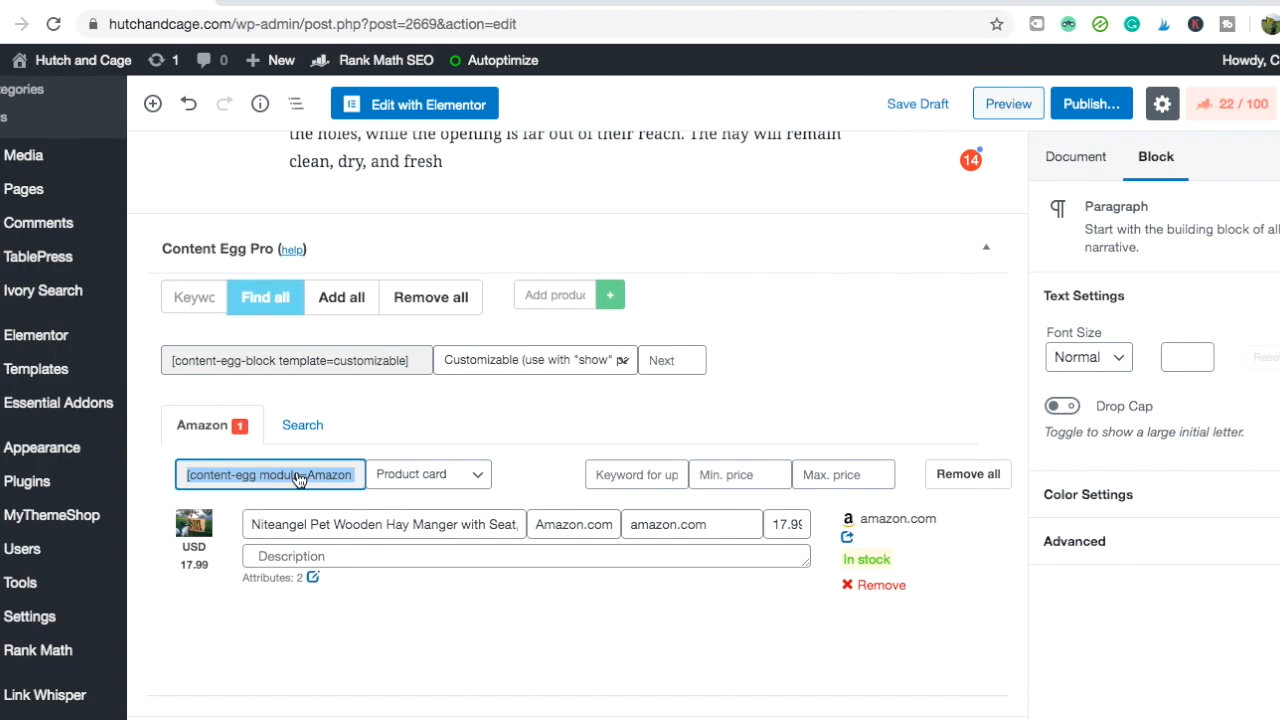 hutchandcage.com/wp-admin/post.php?post=2669&action=edit
Hutch and Cage 1 0 New Rank Math SEO Autoptimize Howdy, C
egories
s
Media
Pages
Comments
TablePress
Ivory Search
Elementor
Templates
Essential Addons
Appearance
Plugins
MyThemeShop
Users
Tools
Settings
Rank Math
Link Whisper
Edit with Elementor Save Draft Preview Publish... 22 / 100
the holes, while the opening is far out of their reach. The hay will remain
clean, dry, and fresh
14
Content Egg Pro (help)
Keywc Find all Add all Remove all Add produc +
[content-egg-block template=customizable] Customizable (use with "show" pa Next
Amazon 1 Search
[content-egg module=Amazon Product card Keyword for up Min. price Max. price Remove all
Niteangel Pet Wooden Hay Manger with Seat, Amazon.com amazon.com 17.99
a amazon.com
USD
17.99
Description
In stock
Attributes: 2
Remove
Document Block
Paragraph
Start with the building block of all
narrative.
Text Settings
Font Size
Normal Rese
Drop Cap
Toggle to show a large initial letter.
Color Settings
Advanced